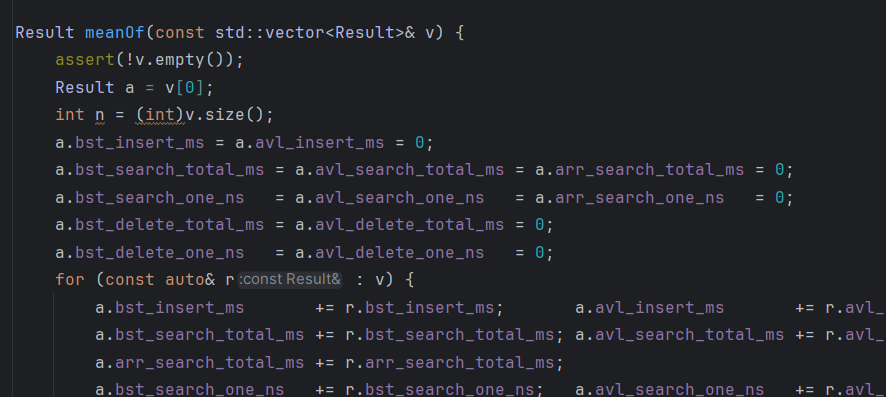 Result meanOf(const std::vector<Result>& v) {
    assert(!v.empty());
    Result a = v[0];
    int n = (int)v.size();
    a.bst_insert_ms = a.avl_insert_ms = 0;
    a.bst_search_total_ms = a.avl_search_total_ms = a.arr_search_total_ms = 0;
    a.bst_search_one_ns   = a.avl_search_one_ns   = a.arr_search_one_ns   = 0;
    a.bst_delete_total_ms = a.avl_delete_total_ms = 0;
    a.bst_delete_one_ns   = a.avl_delete_one_ns   = 0;
    for (const auto& r :const Result& : v) {
        a.bst_insert_ms       += r.bst_insert_ms;       a.avl_insert_ms       += r.avl_
        a.bst_search_total_ms += r.bst_search_total_ms; a.avl_search_total_ms += r.avl_
        a.arr_search_total_ms += r.arr_search_total_ms;
        a.bst_search_one_ns   += r.bst_search_one_ns;   a.avl_search_one_ns   += r.avl_